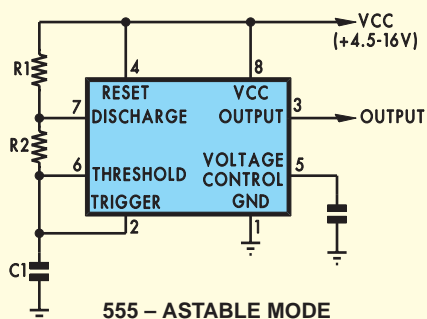 VCC
(+4.5-16V)
R1
4
8
RESET
VCC
7
DISCHARGE
OUTPUT
3
OUTPUT
R2
6
THRESHOLD
VOLTAGE
CONTROL
5
TRIGGER
GND
2
1
C1
555 – ASTABLE MODE